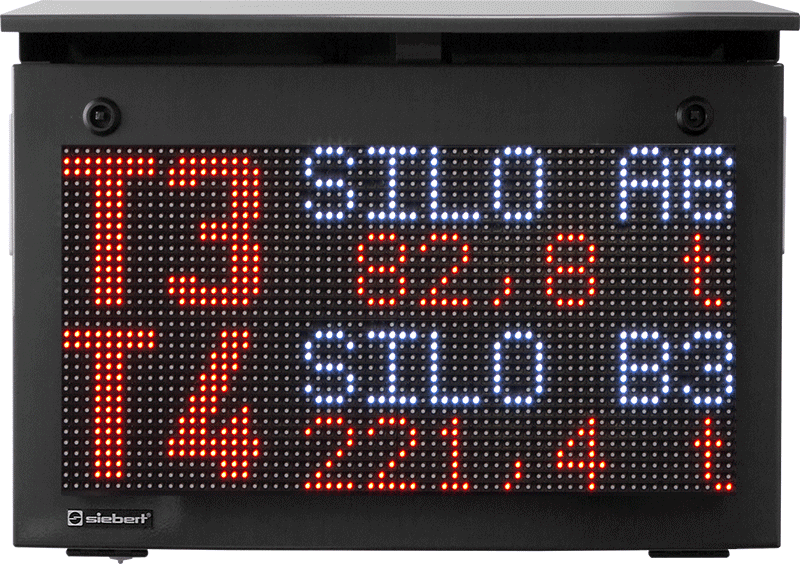 T3 SILO A6
82,8 t
T4 SILO B3
221,4 t
siebert